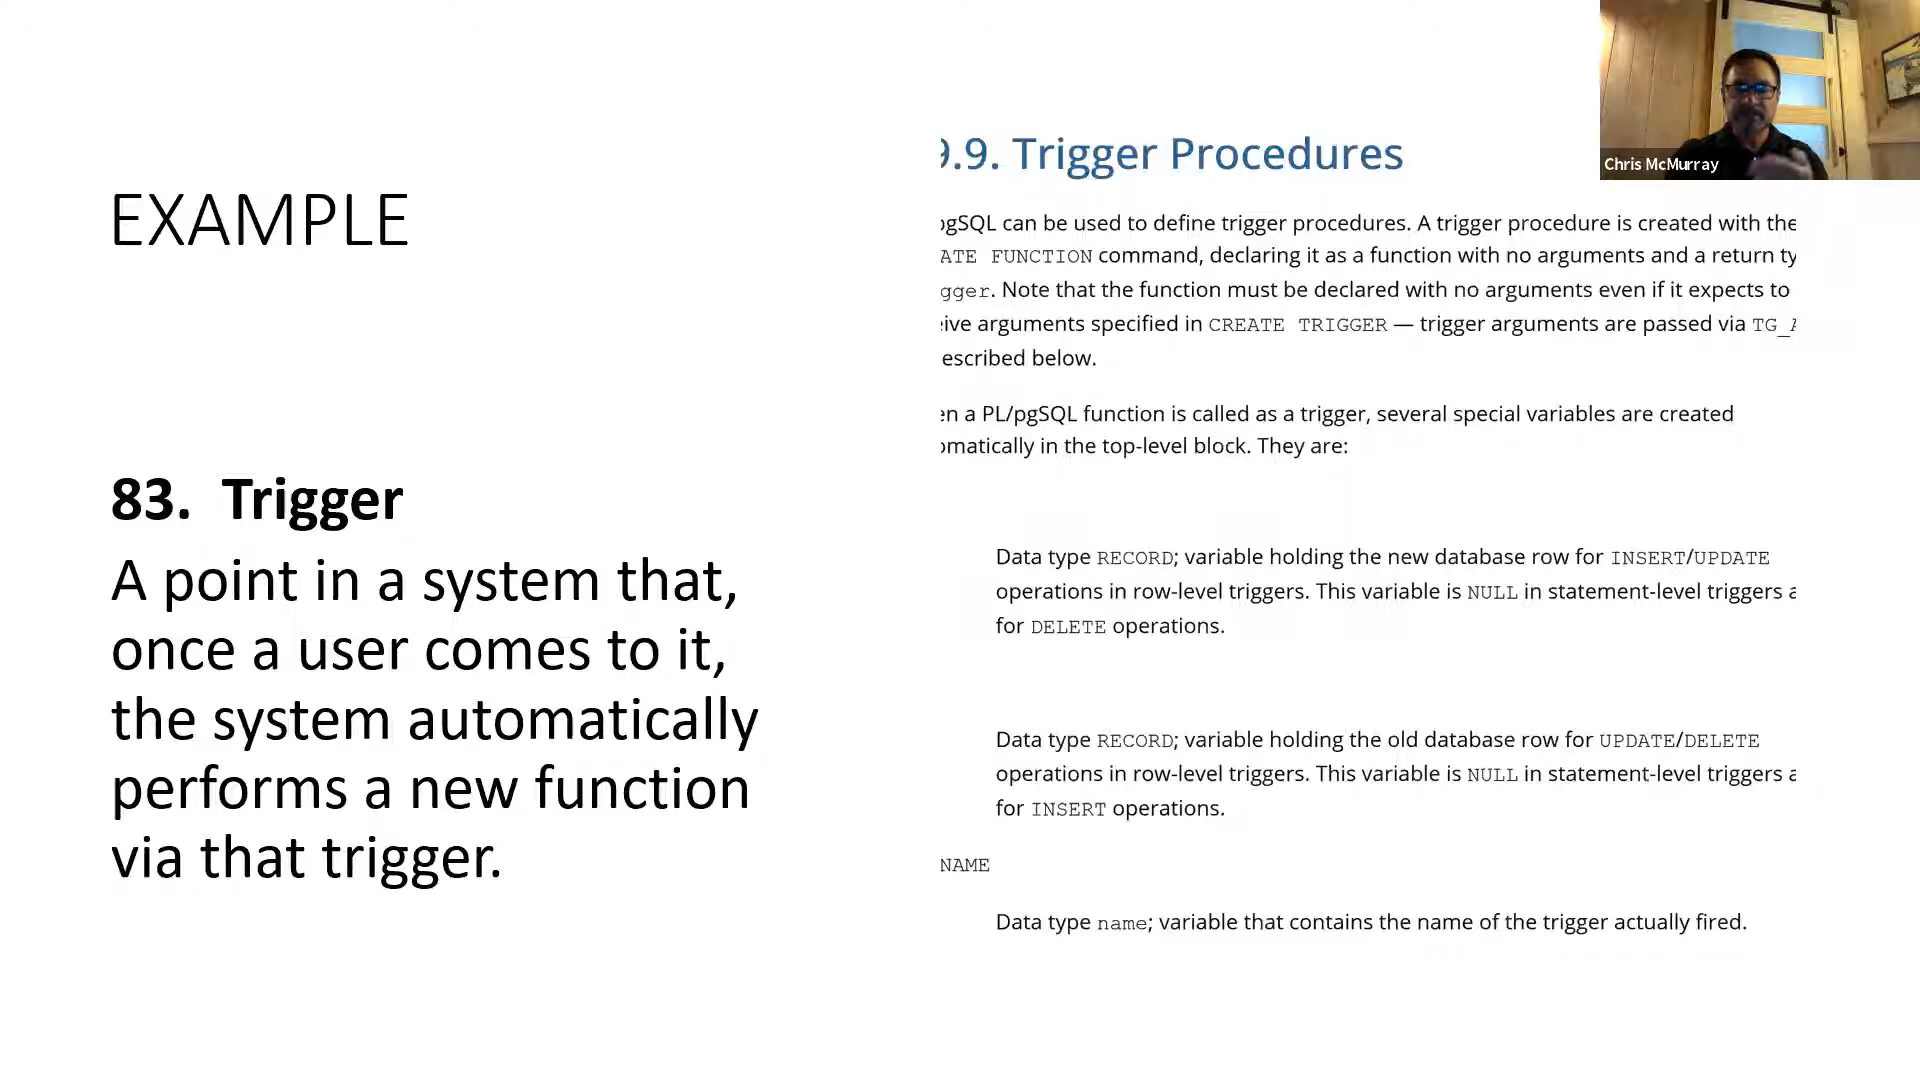 EXAMPLE
83. Trigger
A point in a system that,
once a user comes to it,
the system automatically
performs a new function
via that trigger.
9.9. Trigger Procedures
ogSQL can be used to define trigger procedures. A trigger procedure is created with the
ATE FUNCTION command, declaring it as a function with no arguments and a return ty
gger. Note that the function must be declared with no arguments even if it expects to
eive arguments specified in CREATE TRIGGER — trigger arguments are passed via TG_A
escribed below.
en a PL/pgSQL function is called as a trigger, several special variables are created
omatically in the top-level block. They are:
Data type RECORD; variable holding the new database row for INSERT/UPDATE
operations in row-level triggers. This variable is NULL in statement-level triggers a
for DELETE operations.
Data type RECORD; variable holding the old database row for UPDATE/DELETE
operations in row-level triggers. This variable is NULL in statement-level triggers a
for INSERT operations.
NAME
Data type name; variable that contains the name of the trigger actually fired.
Chris McMurray